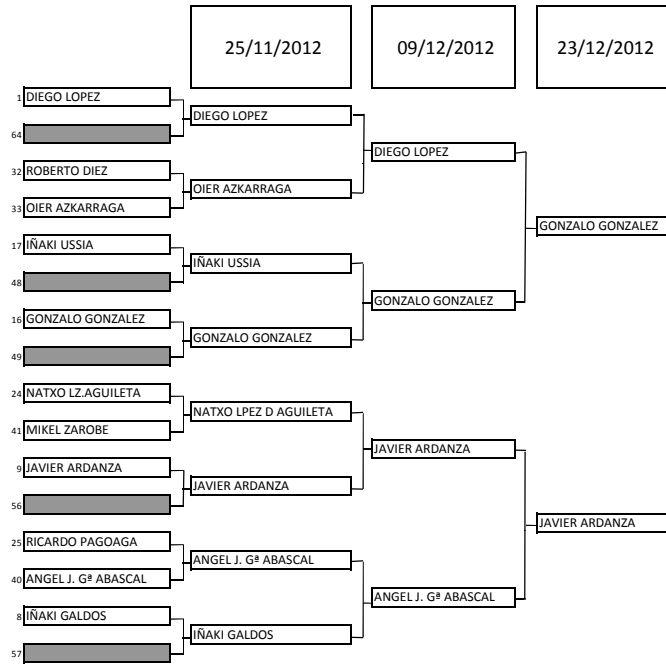 25/11/2012 09/12/2012 23/12/2012
1 DIEGO LOPEZ
DIEGO LOPEZ
64
DIEGO LOPEZ
32 ROBERTO DIEZ
OIER AZKARRAGA
33 OIER AZKARRAGA
GONZALO GONZALEZ
17 IÑAKI USSIA
IÑAKI USSIA
48
GONZALO GONZALEZ
16 GONZALO GONZALEZ
GONZALO GONZALEZ
49
24 NATXO LZ.AGUILETA
NATXO LPEZ D AGUILETA
41 MIKEL ZAROBE
JAVIER ARDANZA
9 JAVIER ARDANZA
JAVIER ARDANZA
56
JAVIER ARDANZA
25 RICARDO PAGOAGA
ANGEL J. Gª ABASCAL
40 ANGEL J. Gª ABASCAL
ANGEL J. Gª ABASCAL
8 IÑAKI GALDOS
IÑAKI GALDOS
57